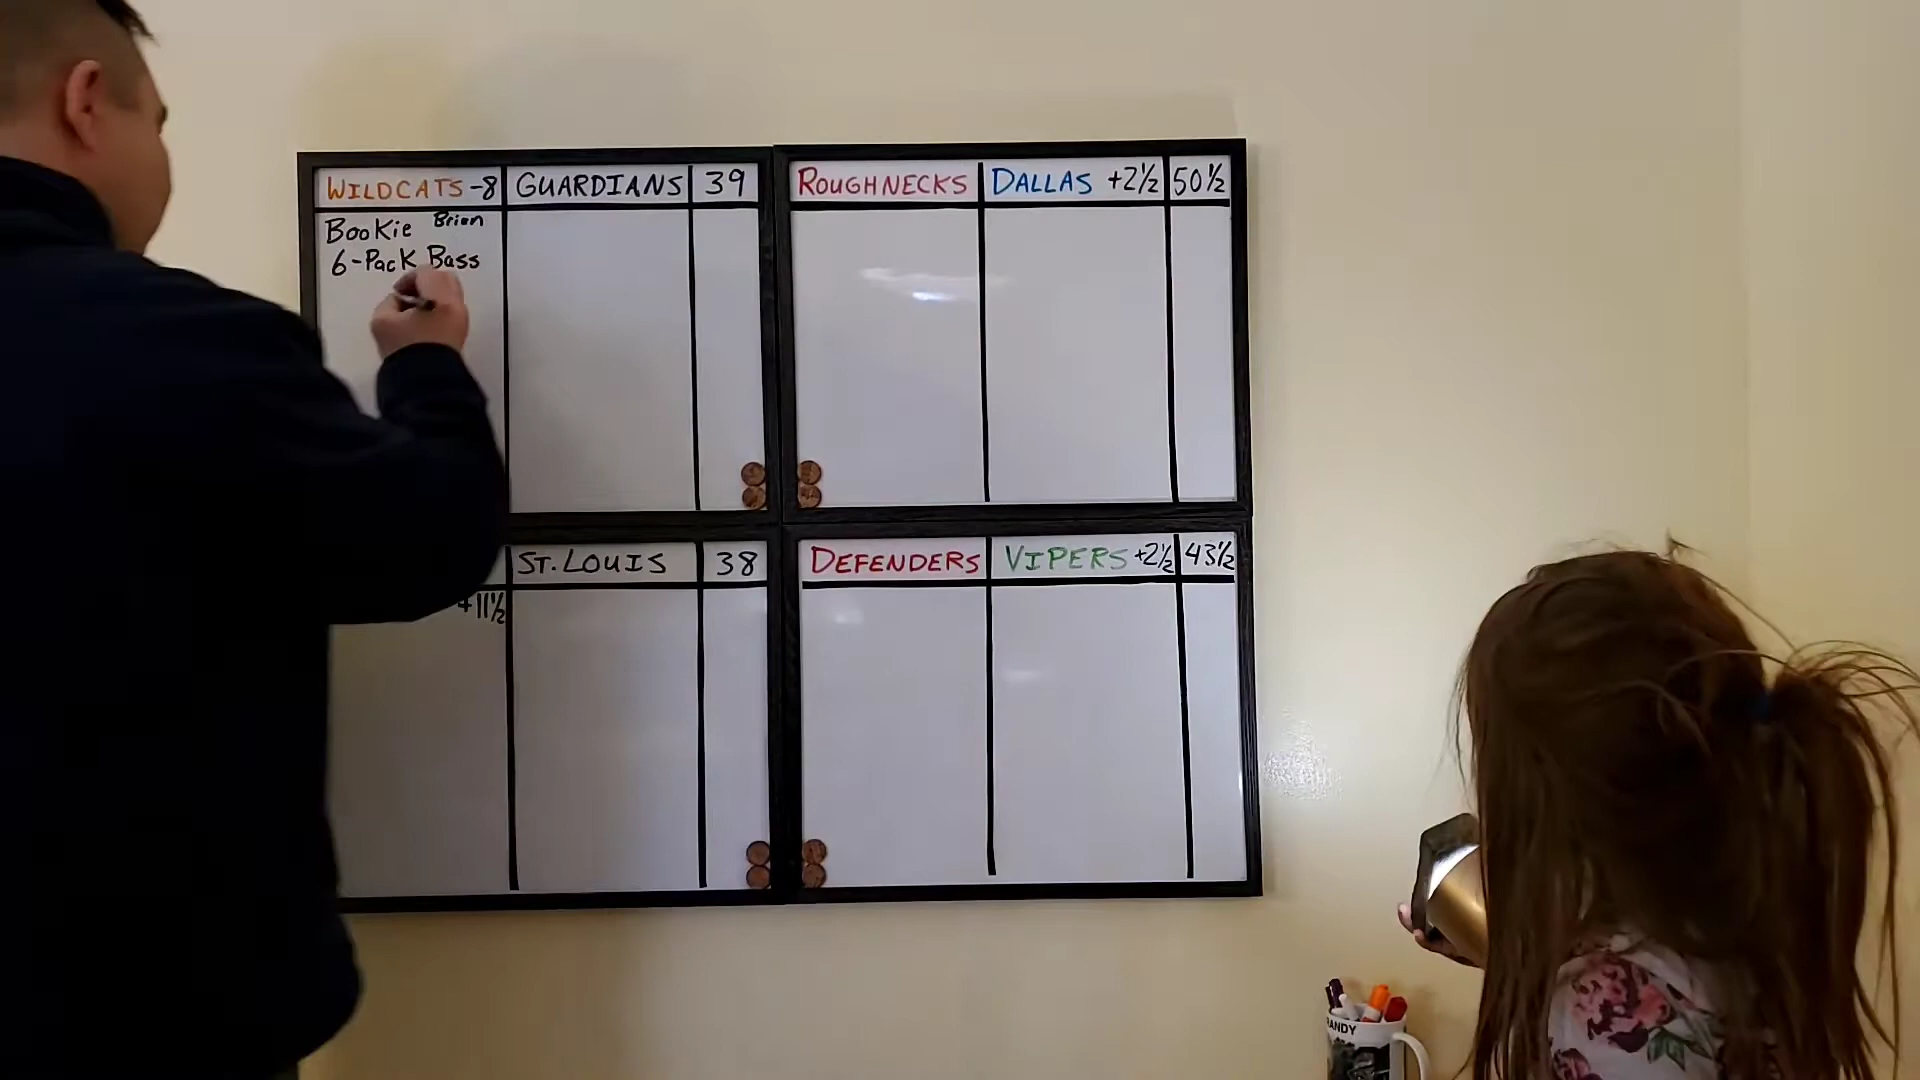 WILDCATS -8 GUARDIANS 39
Bookie Brian
6-Pack Bass
ROUGHNECKS DALLAS +2½ 50½
ST. LOUIS 38
+11½
DEFENDERS VIPERS +2½ 43½
RANDY